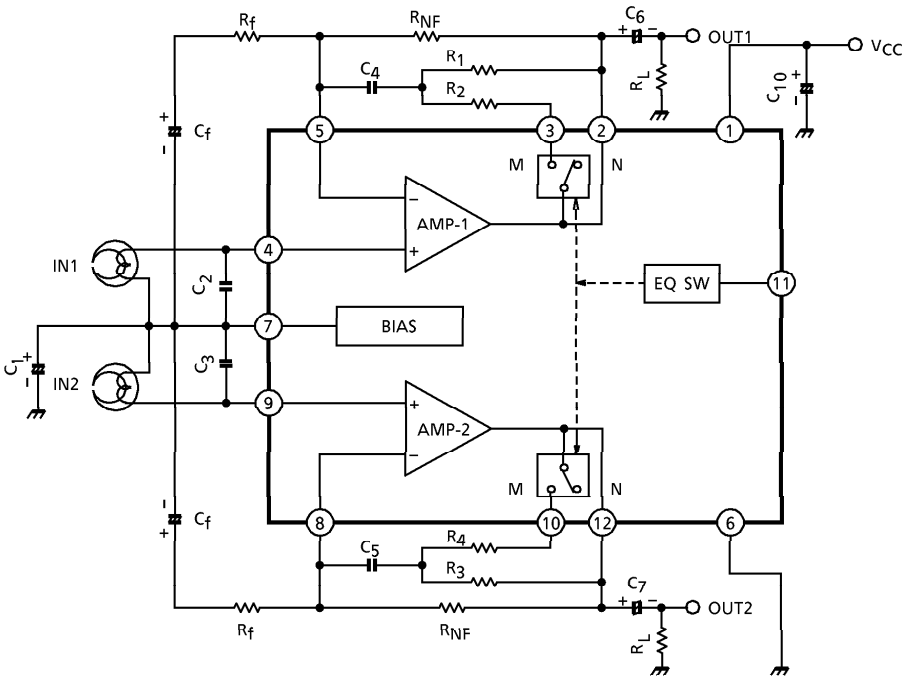 Rf
RNF
C6
+ −
OUT1
VCC
C4
R1
R2
RL
C10
+
-
+
Cf
-
5
3
2
1
M
N
−
AMP-1
+
IN1
C2
4
EQ SW
11
C1
+
-
7
BIAS
C3
IN2
9
+
AMP-2
−
M
N
-
Cf
+
8
10
12
6
C5
R4
R3
C7
+ −
OUT2
Rf
RNF
RL